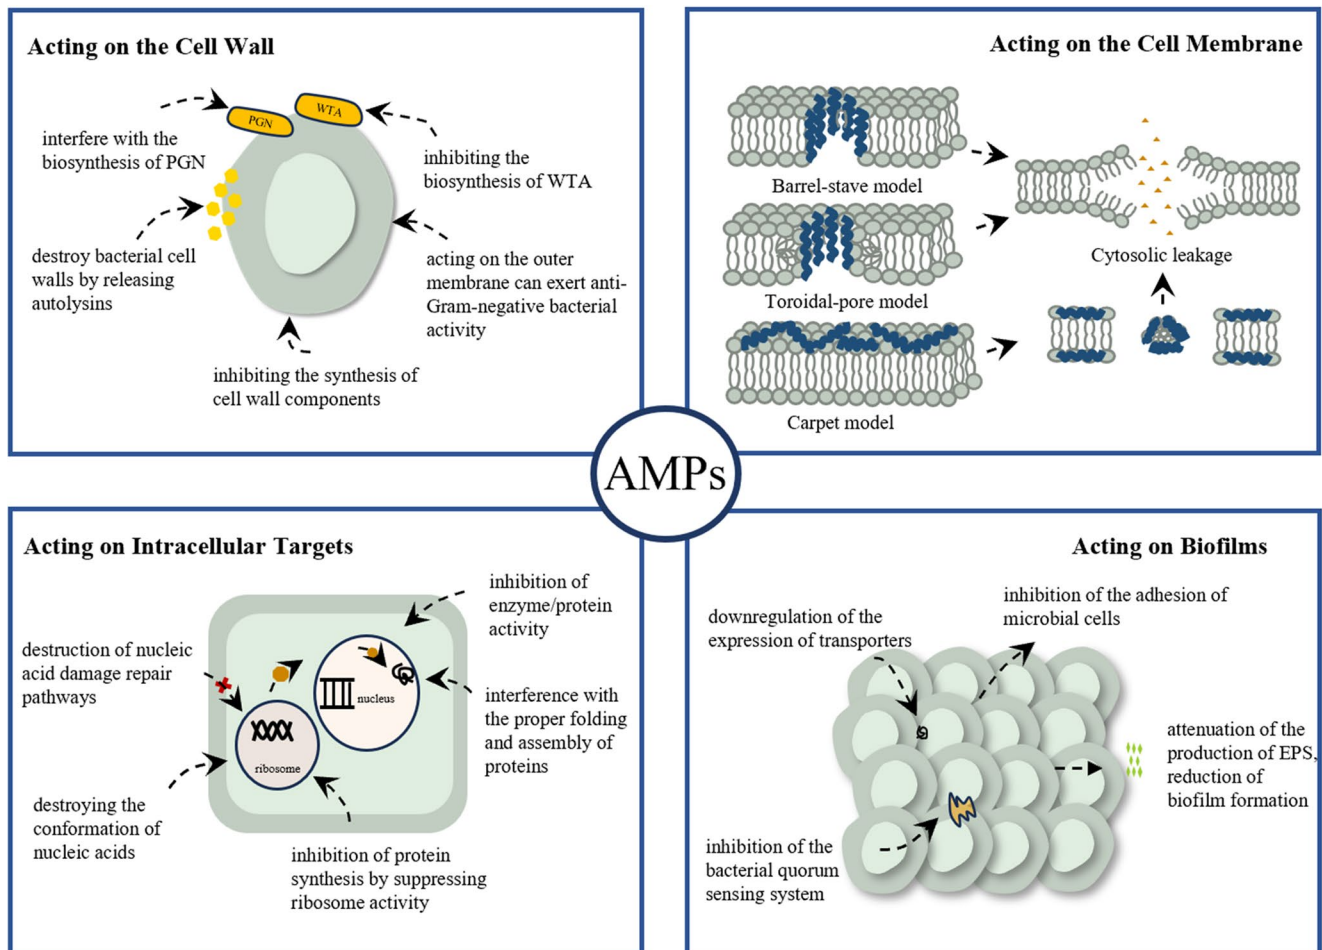 Acting on the Cell Wall
PGN
WTA
interfere with the
biosynthesis of PGN
inhibiting the
biosynthesis of WTA
destroy bacterial cell
walls by releasing
autolysins
acting on the outer
membrane can exert anti-
Gram-negative bacterial
activity
inhibiting the synthesis of
cell wall components
Acting on the Cell Membrane
Barrel-stave model
Toroidal-pore model
Carpet model
Cytosolic leakage
AMPs
Acting on Intracellular Targets
inhibition of
enzyme/protein
activity
destruction of nucleic
acid damage repair
pathways
nucleus
ribosome
interference with
the proper folding
and assembly of
proteins
destroying the
conformation of
nucleic acids
inhibition of protein
synthesis by suppressing
ribosome activity
Acting on Biofilms
downregulation of the
expression of transporters
inhibition of the adhesion of
microbial cells
attenuation of the
production of EPS,
reduction of
biofilm formation
inhibition of the
bacterial quorum
sensing system